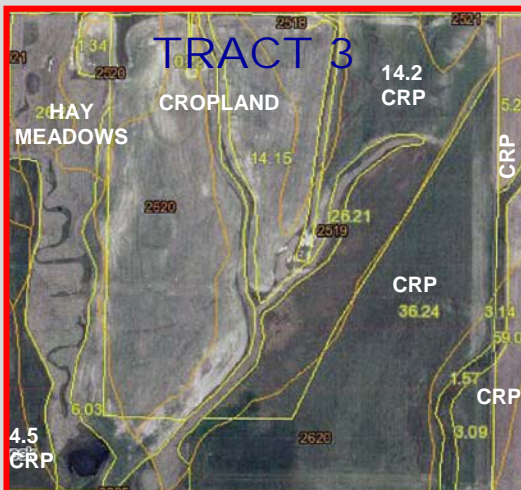 TRACT 3
2518
2521
1.34
2520
14.2
CRP
HAY
MEADOWS
CROPLAND
5.2
CRP
14.15
2620
26.21
2519
CRP
36.24
3.14
59.0
1.57
CRP
6.03
3.09
4.5
CRP
2620